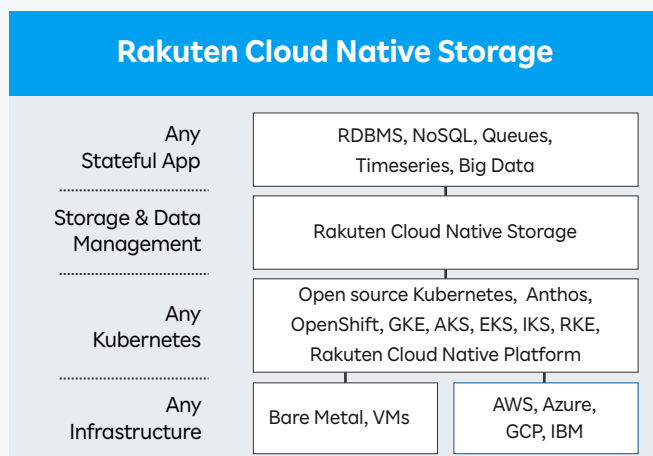 Rakuten Cloud Native Storage
Any
Stateful App
RDBMS, NoSQL, Queues,
Timeseries, Big Data
Storage & Data
Management
Rakuten Cloud Native Storage
Any
Kubernetes
Open source Kubernetes, Anthos,
OpenShift, GKE, AKS, EKS, IKS, RKE,
Rakuten Cloud Native Platform
Any
Infrastructure
Bare Metal, VMs
AWS, Azure,
GCP, IBM